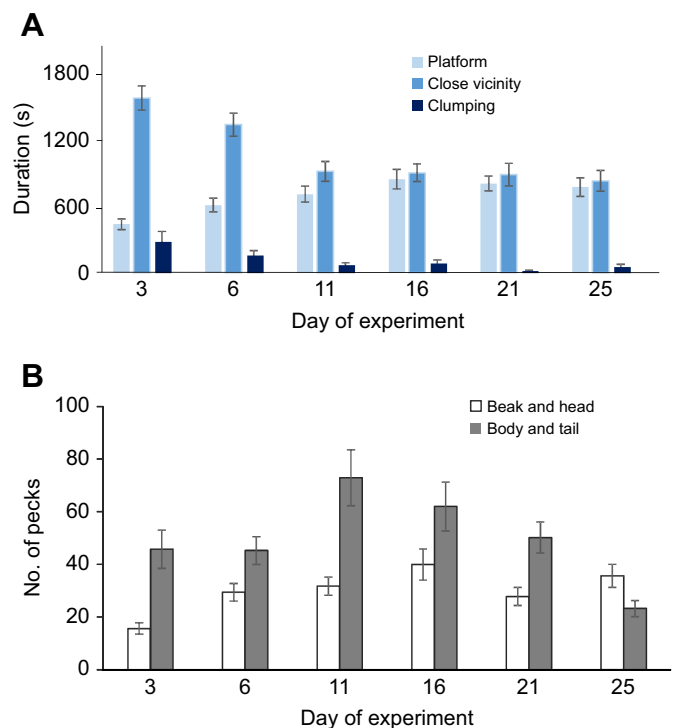 A
1800
1200
600
0
Duration (s)
Platform
Close vicinity
Clumping
3 6 11 16 21 25
Day of experiment
B
100
80
60
40
20
0
No. of pecks
Beak and head
Body and tail
3 6 11 16 21 25
Day of experiment